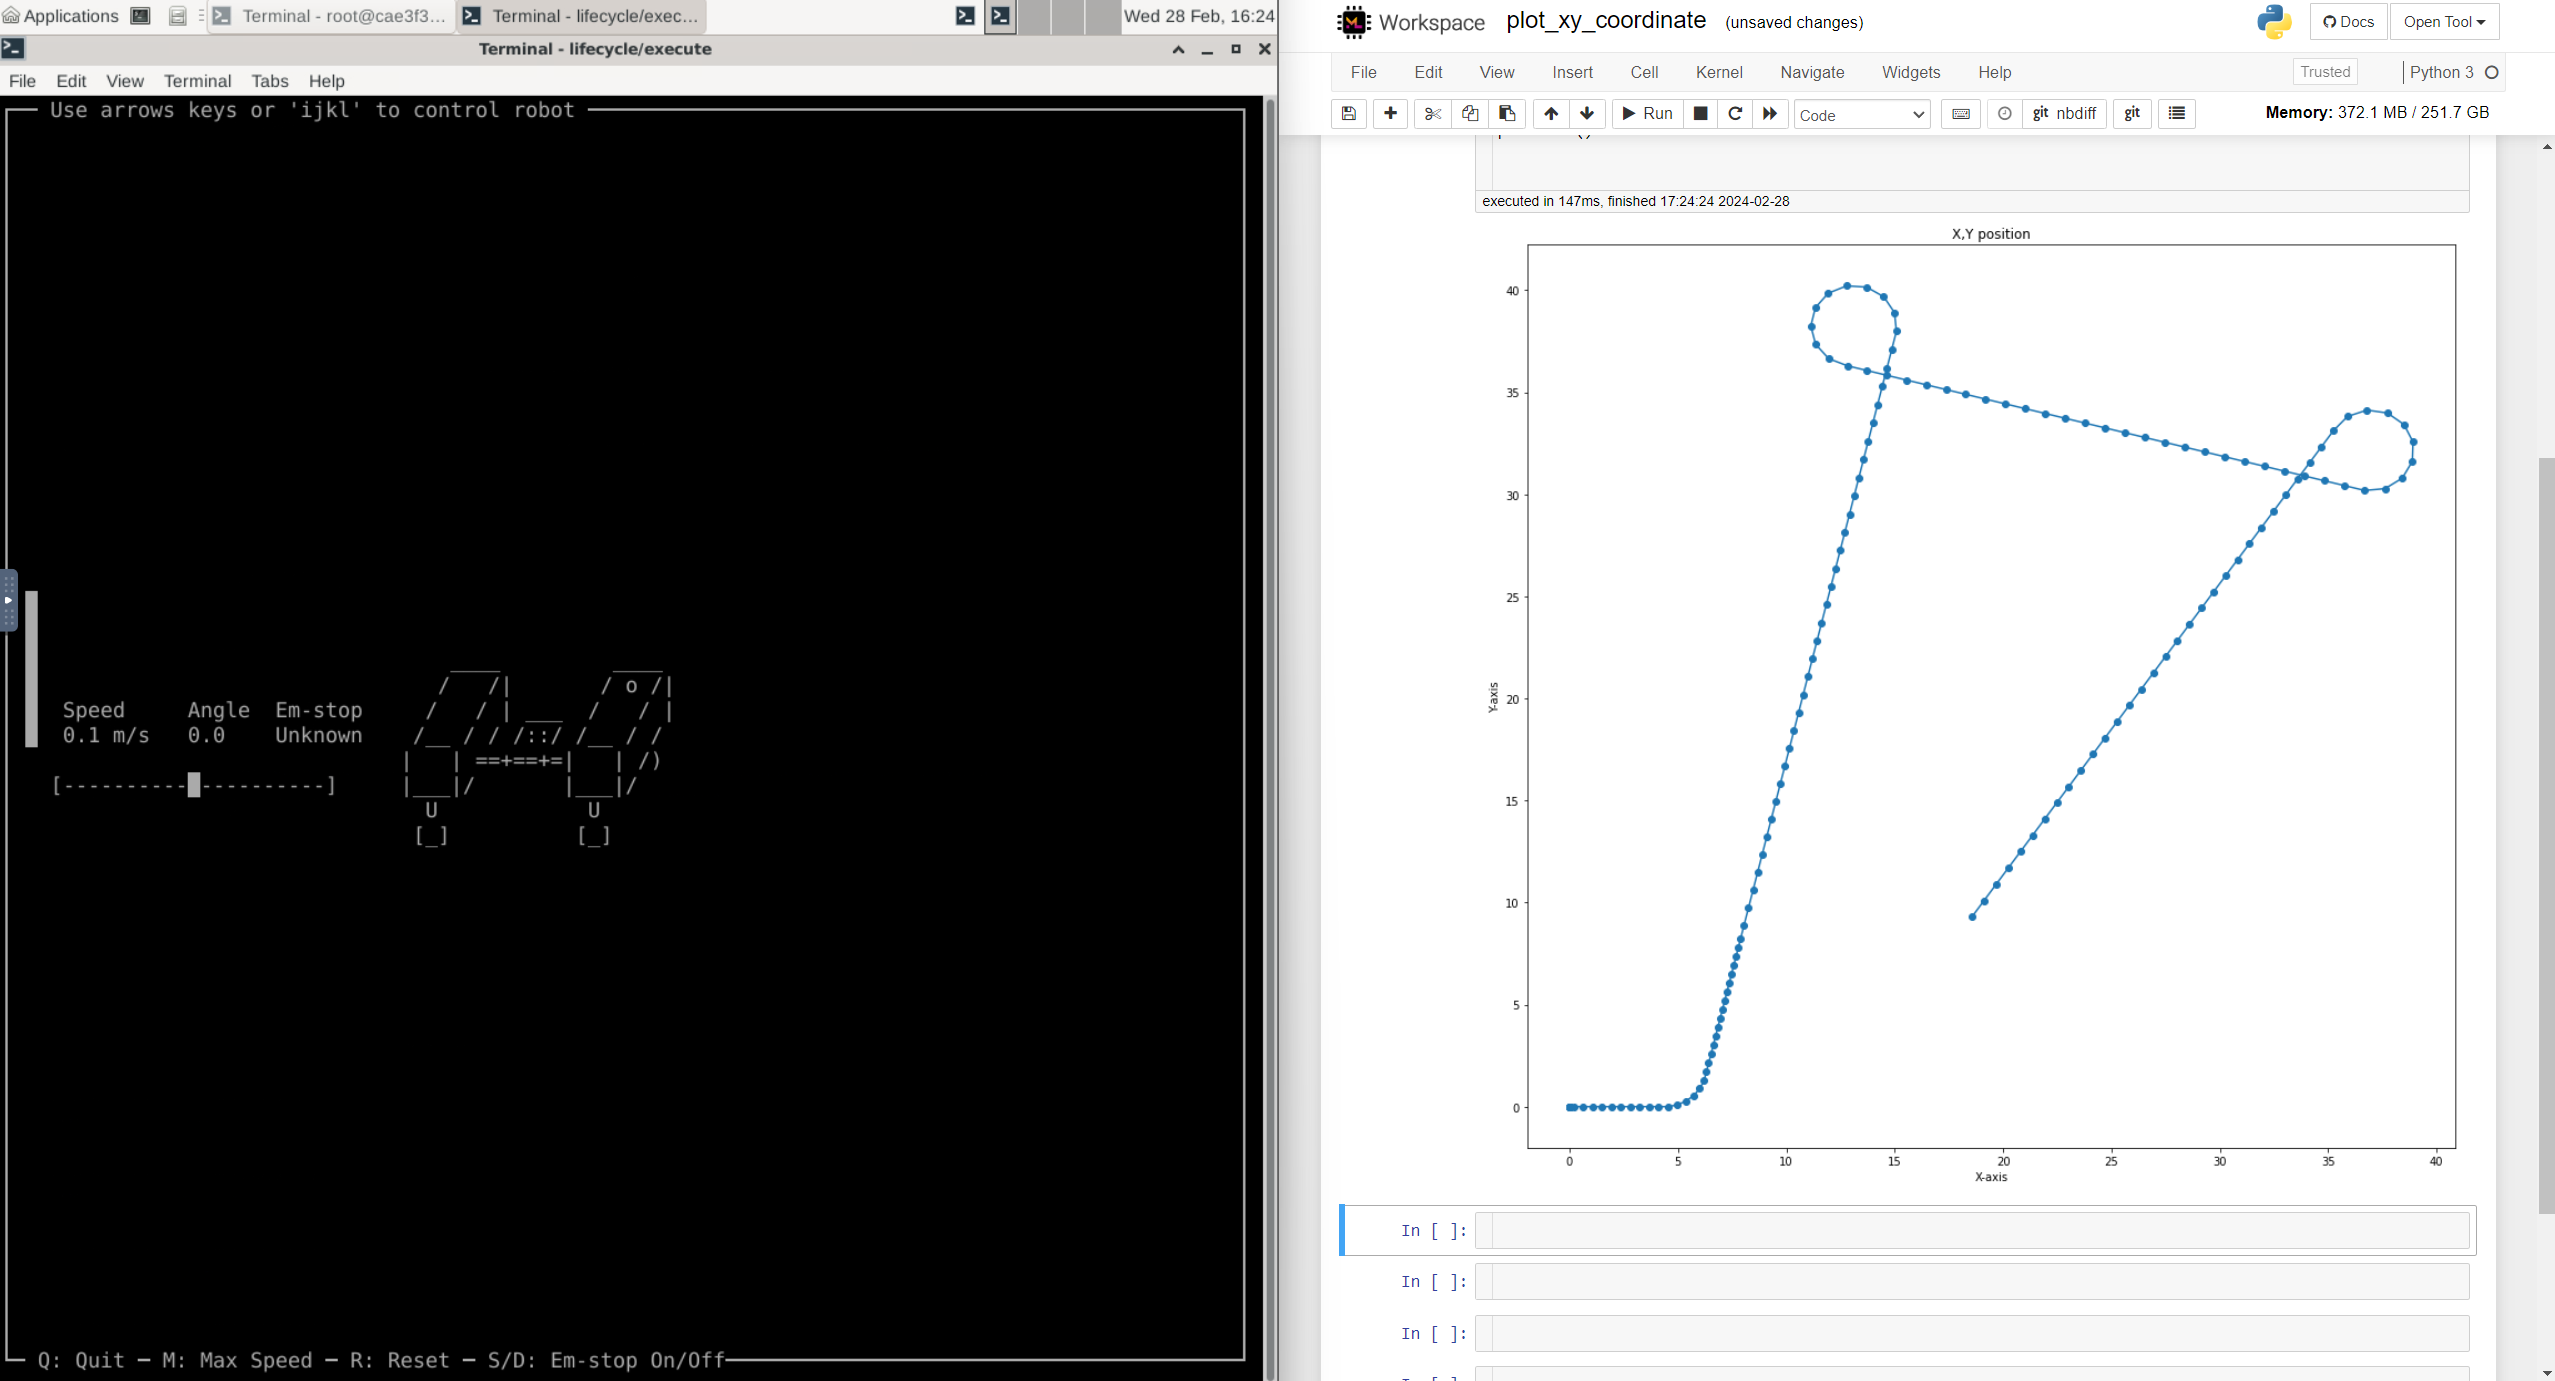 Applications
Terminal - root@cae3f3...
Terminal - lifecycle/exec...
Wed 28 Feb, 16:24
Terminal - lifecycle/execute
File Edit View Terminal Tabs Help
Use arrows keys or 'ijkl' to control robot
Speed Angle Em-stop
0.1 m/s 0.0 Unknown
[----------█----------]
Q: Quit — M: Max Speed — R: Reset — S/D: Em-stop On/Off
Workspace
plot_xy_coordinate (unsaved changes)
Docs
Open Tool
File Edit View Insert Cell Kernel Navigate Widgets Help
Trusted
Python 3
Run
Code
git nbdiff
git
Memory: 372.1 MB / 251.7 GB
executed in 147ms, finished 17:24:24 2024-02-28
X,Y position
40
35
30
25
20
15
10
5
0
Y-axis
0 5 10 15 20 25 30 35 40
X-axis
In [ ]:
In [ ]:
In [ ]: